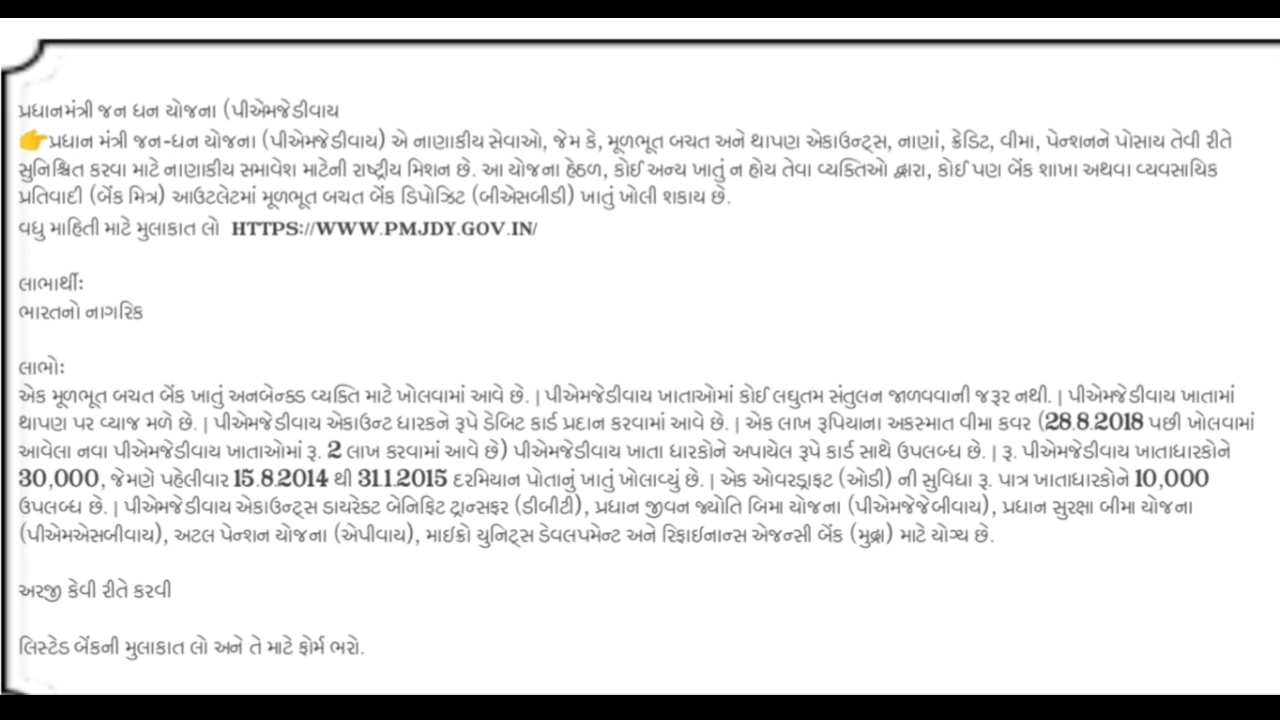 પ્રધાનમંત્રી જન ધન યોજના (પીએમજેડીવાય
👉પ્રધાન મંત્રી જન-ધન યોજના (પીએમજેડીવાય) એ નાણાકીય સેવાઓ, જેમ કે, મૂળભૂત બચત અને થાપણ એકાઉન્ટ્સ, નાણાં, ક્રેડિટ, વીમા, પેન્શનને પોસાય તેવી રીતે
સુનિશ્ચિત કરવા માટે નાણાકીય સમાવેશ માટેની રાષ્ટ્રીય મિશન છે. આ યોજના હેઠળ, કોઈ અન્ય ખાતું ન હોય તેવા વ્યક્તિઓ દ્વારા, કોઈ પણ બેંક શાખા અથવા વ્યવસાયિક
પ્રતિવાદી (બેંક મિત્ર) આઉટલેટમાં મૂળભૂત બચત બેંક ડિપોઝિટ (બીએસબીડી) ખાતું ખોલી શકાય છે.
વધુ માહિતી માટે મુલાકાત લો HTTPS://WWW.PMJDY.GOV.IN/
લાભાર્થી:
ભારતનો નાગરિક
લાભો:
એક મૂળભૂત બચત બેંક ખાતું અનબેન્ક્ડ વ્યક્તિ માટે ખોલવામાં આવે છે. | પીએમજેડીવાય ખાતાઓમાં કોઈ લઘુતમ સંતુલન જાળવવાની જરૂર નથી. | પીએમજેડીવાય ખાતામાં
થાપણ પર વ્યાજ મળે છે. | પીએમજેડીવાય એકાઉન્ટ ધારકને રૂપે ડેબિટ કાર્ડ પ્રદાન કરવામાં આવે છે. | એક લાખ રૂપિયાના અકસ્માત વીમા કવર (28.8.2018 પછી ખોલવામાં
આવેલા નવા પીએમજેડીવાય ખાતાઓમાં રૂ. 2 લાખ કરવામાં આવે છે) પીએમજેડીવાય ખાતા ધારકોને અપાયેલ રૂપે કાર્ડ સાથે ઉપલબ્ધ છે. | રૂ. પીએમજેડીવાય ખાતાધારકોને
30,000, જેમણે પહેલીવાર 15.8.2014 થી 31.1.2015 દરમિયાન પોતાનું ખાતું ખોલાવ્યું છે. | એક ઓવરડ્રાફટ (ઓડી) ની સુવિધા રૂ. પાત્ર ખાતાધારકોને 10,000
ઉપલબ્ધ છે. | પીએમજેડીવાય એકાઉન્ટ્સ ડાયરેક્ટ બેનિફિટ ટ્રાન્સફર (ડીબીટી), પ્રધાન જીવન જ્યોતિ બિમા યોજના (પીએમજેજેબીવાય), પ્રધાન સુરક્ષા બીમા યોજના
(પીએમએસબીવાય), અટલ પેન્શન યોજના (એપીવાય), માઈક્રો યુનિટ્સ ડેવલપમેન્ટ અને રિફાઈનાન્સ એજન્સી બેંક (મુદ્રા) માટે યોગ્ય છે.
અરજી કેવી રીતે કરવી
લિસ્ટેડ બેંકની મુલાકાત લો અને તે માટે ફોર્મ ભરો.